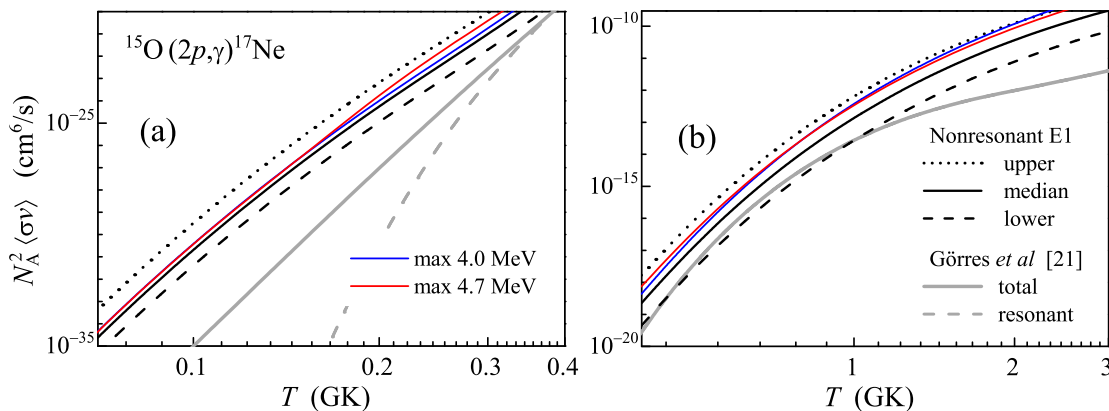 ¹⁵O (2p,γ)¹⁷Ne
(a)
N_A² ⟨σv⟩ (cm⁶/s)
10⁻²⁵
10⁻³⁵
max 4.0 MeV
max 4.7 MeV
0.1
0.2
0.3
0.4
T (GK)
10⁻¹⁰
10⁻¹⁵
10⁻²⁰
(b)
Nonresonant E1
upper
median
lower
Görres et al [21]
total
resonant
1
2
3
T (GK)